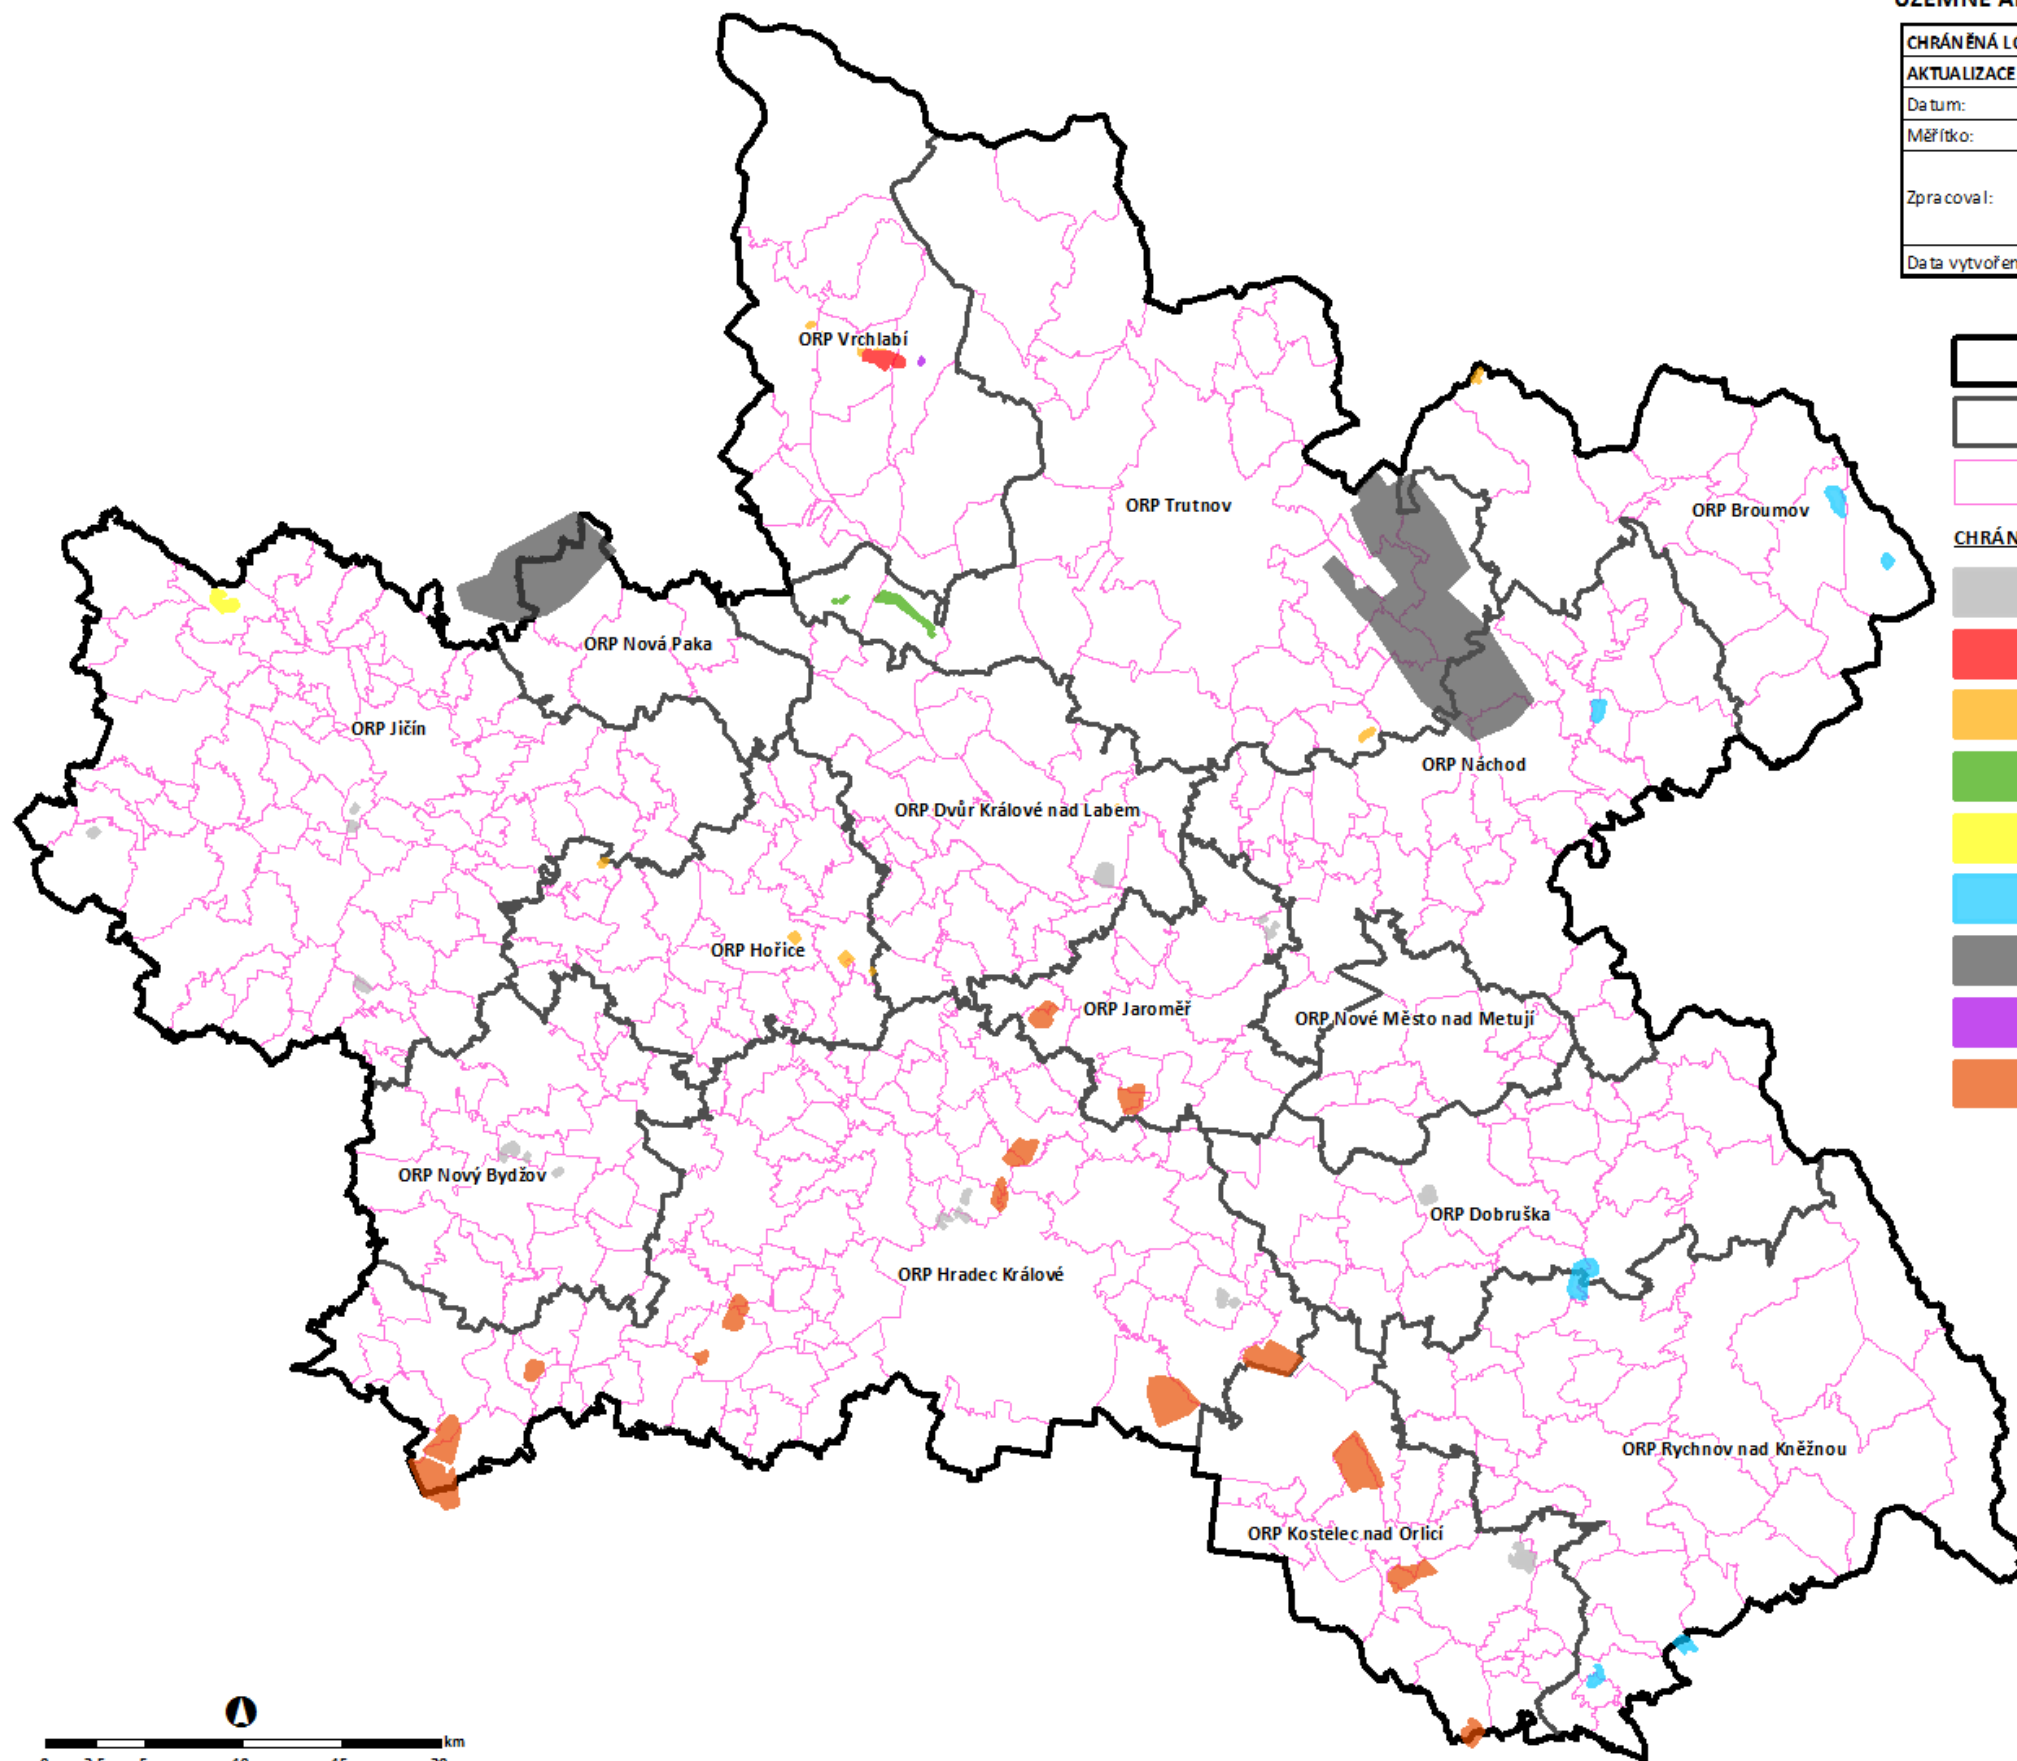 CHRÁNĚNÁ
AKTUALIZACE
Datum:
Měřítko:
Zpracoval:
Data
ORP Vrchlabí
ORP Trutnov
ORP Broumov
ORP Nová Paka
ORP Jičín
ORP Náchod
ORP Dvůr Králové nad Labem
ORP Hořice
ORP Jaroměř
ORP Nové Město nad Metují
ORP Nový Bydžov
ORP Dobruška
ORP Hradec Králové
ORP Rychnov nad Kněžnou
ORP Kostelec nad Orlicí
km